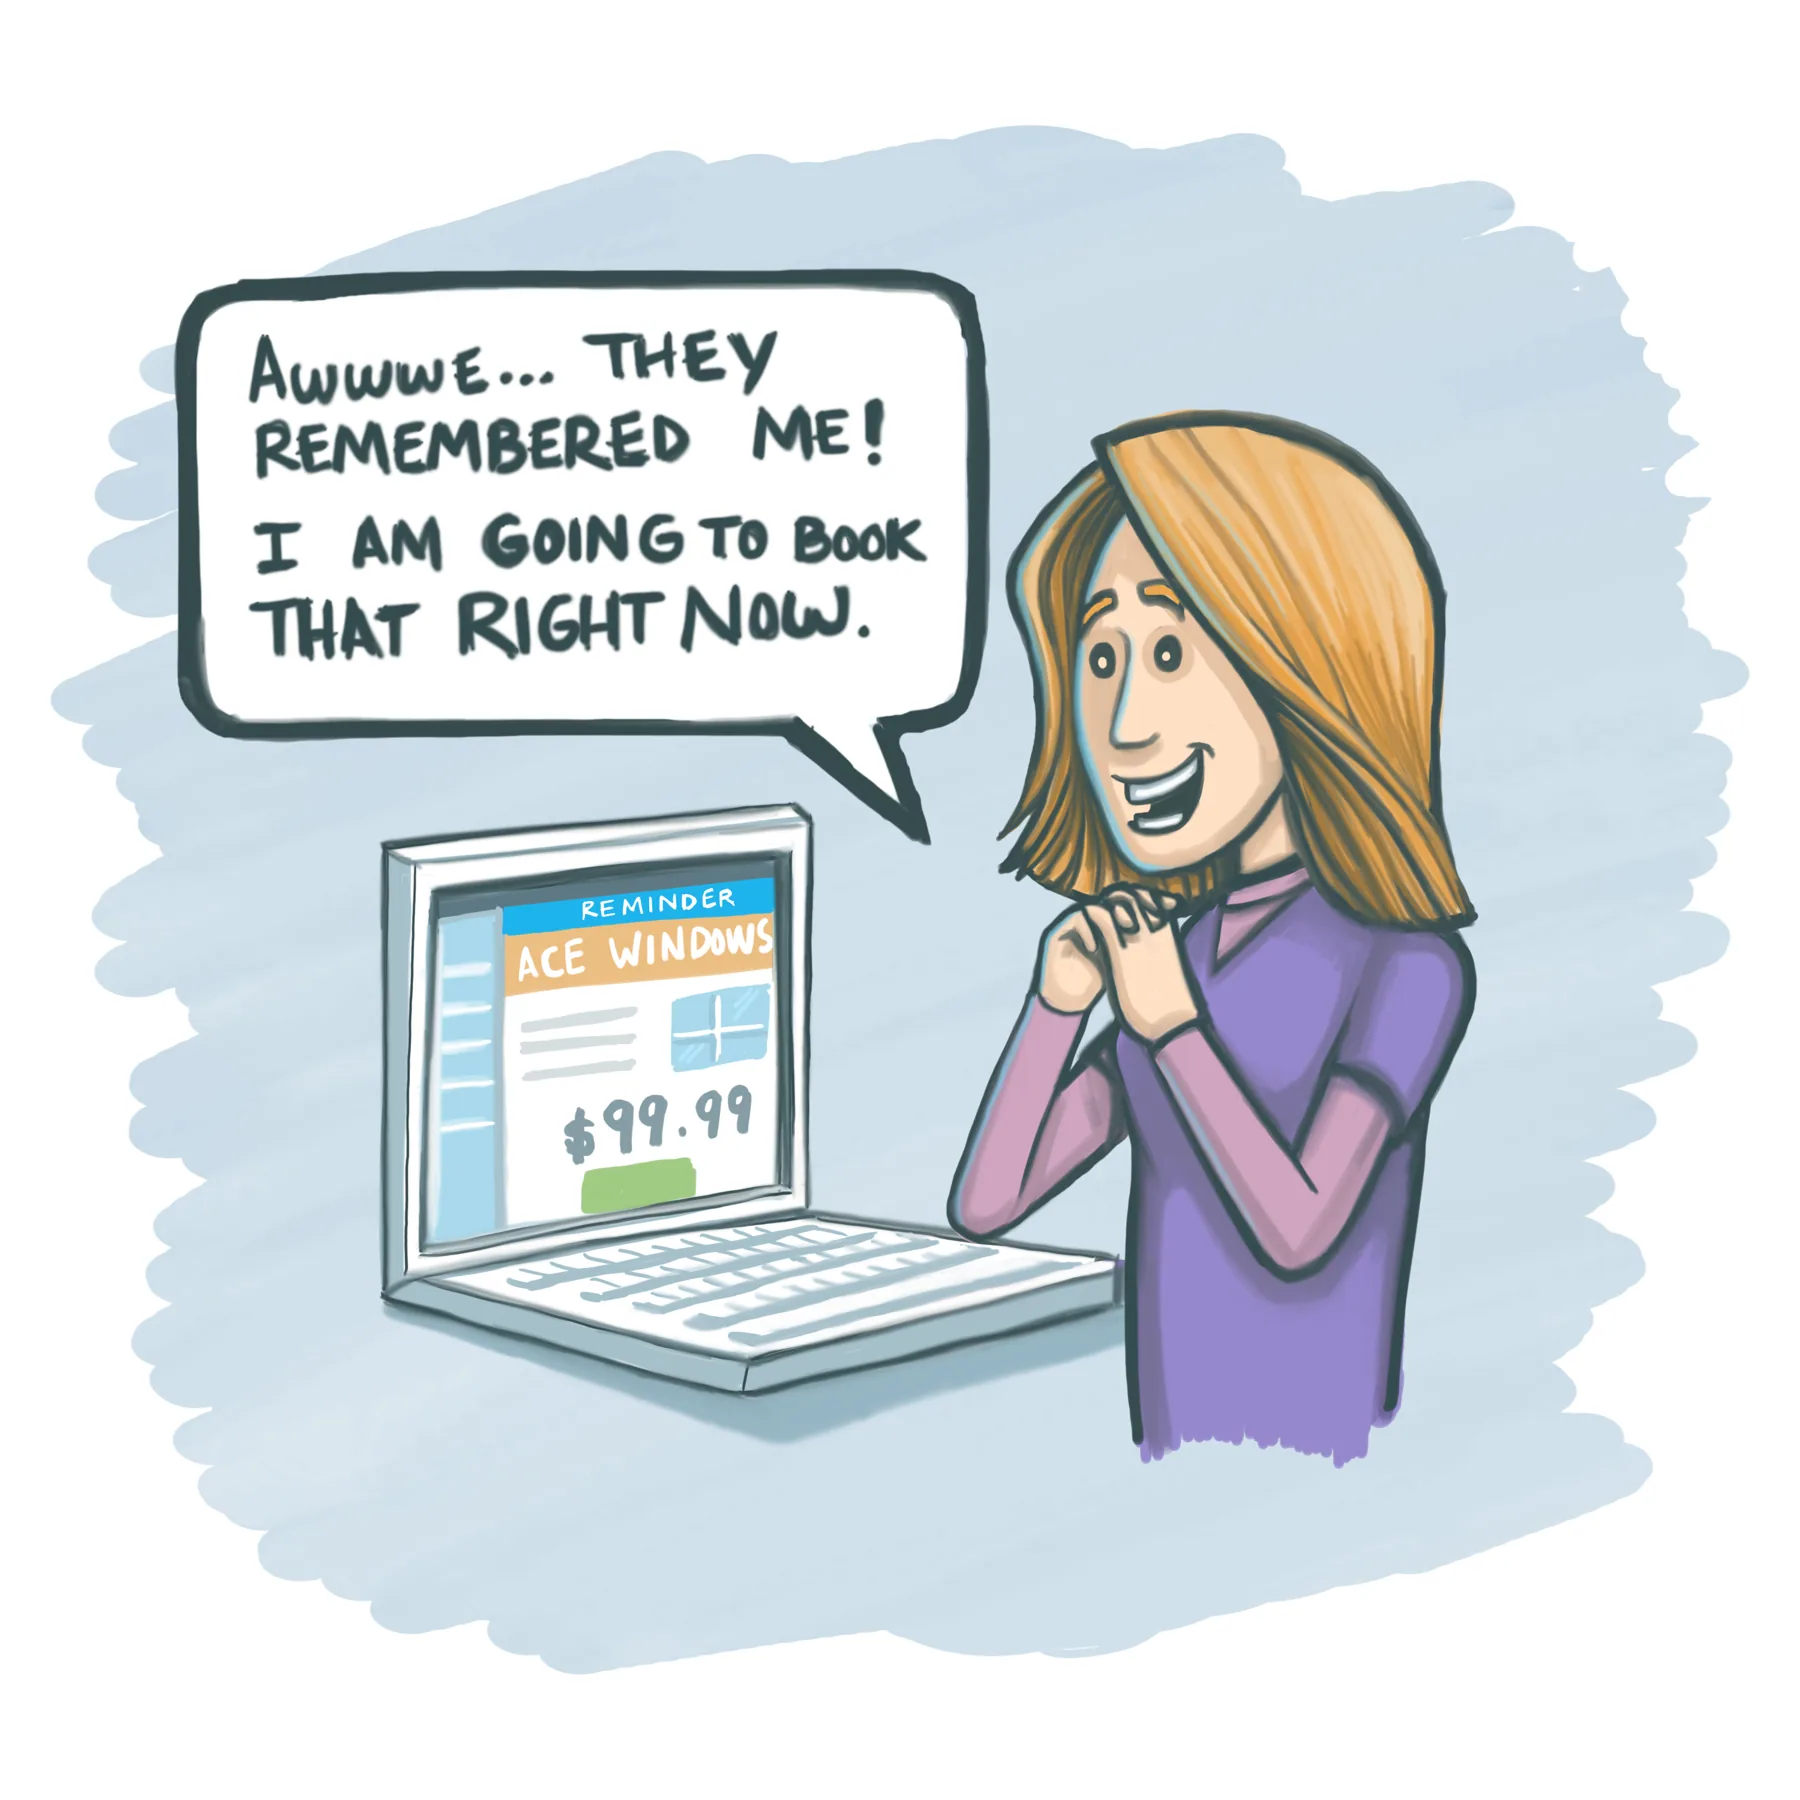 AWWWE... THEY
REMEMBERED ME!
I AM GOING TO BOOK
THAT RIGHT NOW.
REMINDER
ACE WINDOWS
$99.99